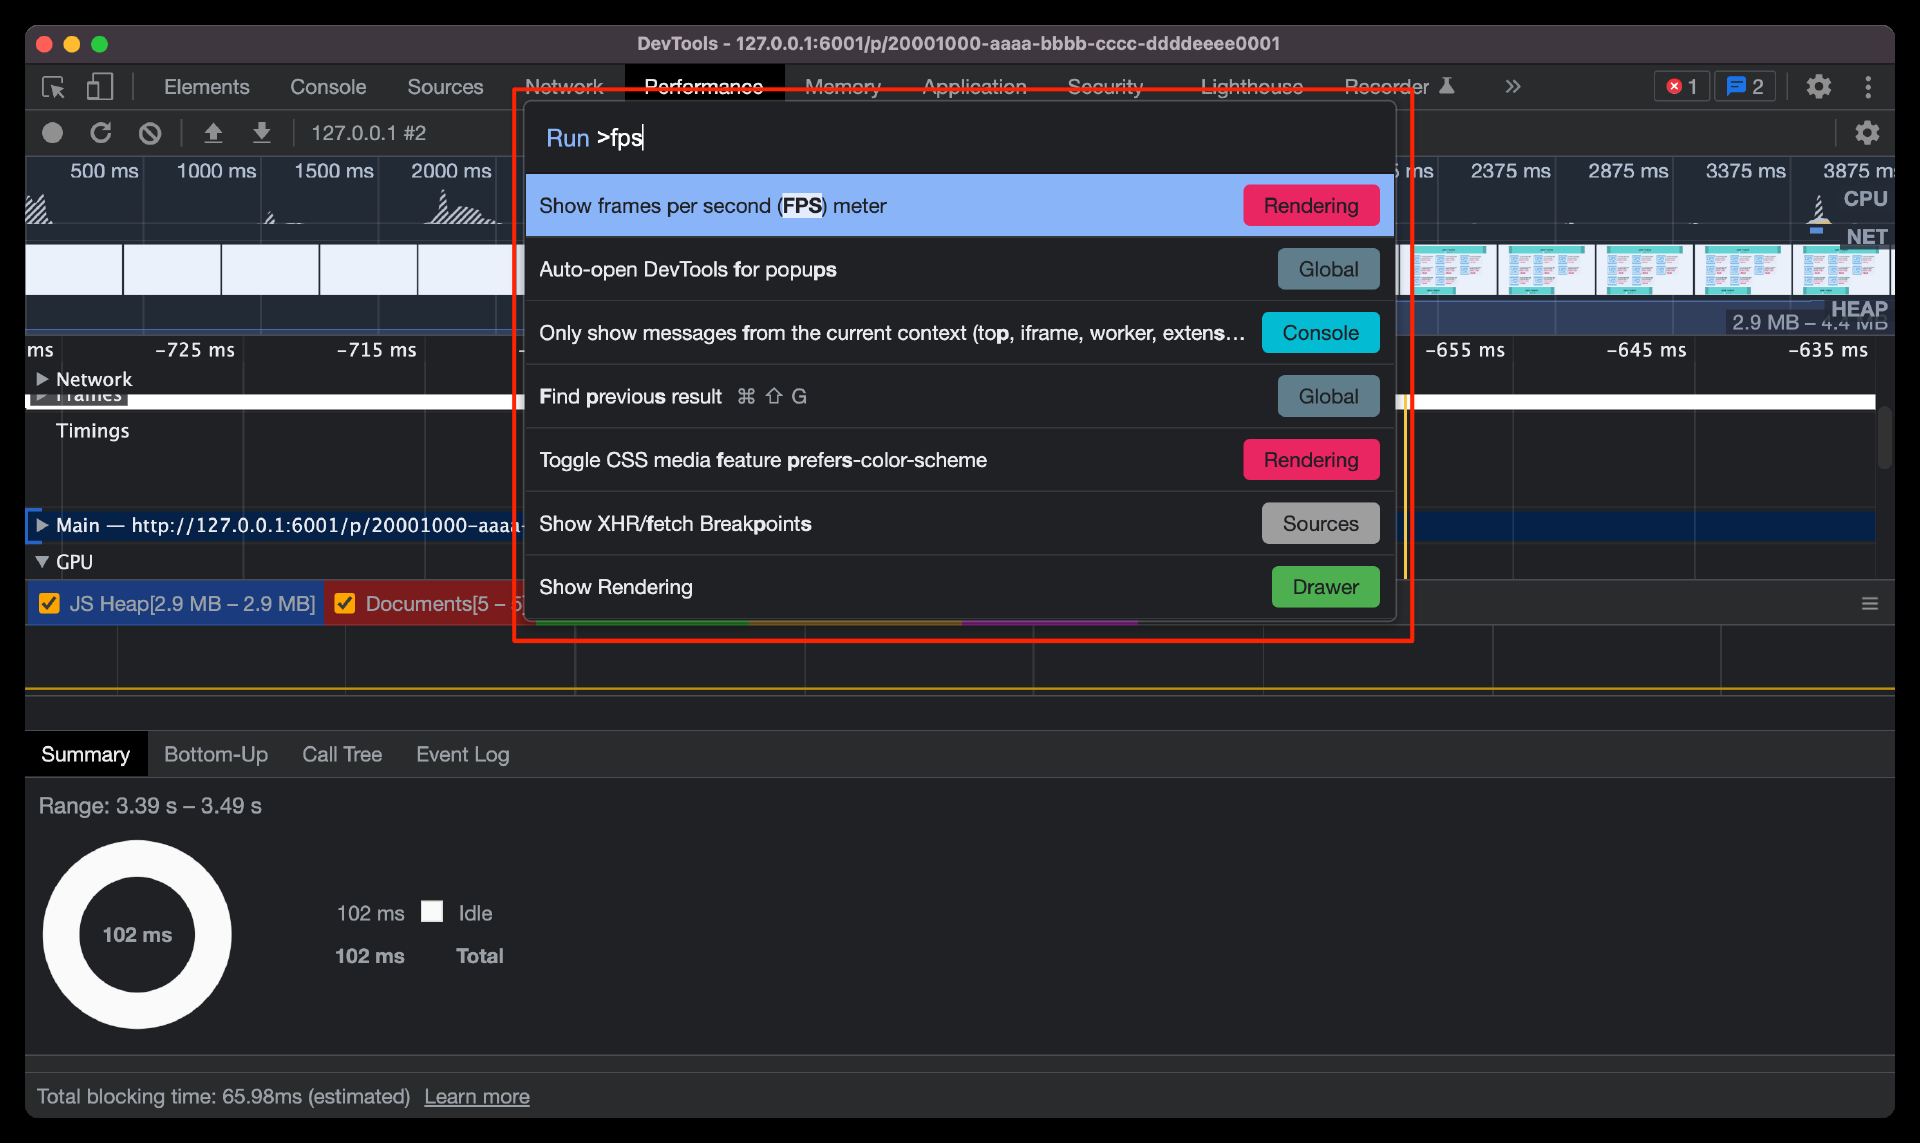 DevTools - 127.0.0.1:6001/p/20001000-aaaa-bbbb-cccc-ddddeeee0001
Elements Console Sources Network Performance Memory Application Security Lighthouse Recorder 1 2
127.0.0.1 #2
500 ms 1000 ms 1500 ms 2000 ms ms 2375 ms 2875 ms 3375 ms 3875 m
CPU
NET
HEAP
2.9 MB – 4.4 MB
Run >fps
Show frames per second (FPS) meter Rendering
Auto-open DevTools for popups Global
Only show messages from the current context (top, iframe, worker, extens… Console
Find previous result ⌘ ⇧ G Global
Toggle CSS media feature prefers-color-scheme Rendering
Show XHR/fetch Breakpoints Sources
Show Rendering Drawer
ms -725 ms -715 ms -655 ms -645 ms -635 ms
Network
Frames
Timings
Main — http://127.0.0.1:6001/p/20001000-aaaa-
GPU
JS Heap[2.9 MB – 2.9 MB] Documents[5 – 5]
Summary Bottom-Up Call Tree Event Log
Range: 3.39 s – 3.49 s
102 ms
102 ms Idle
102 ms Total
Total blocking time: 65.98ms (estimated) Learn more